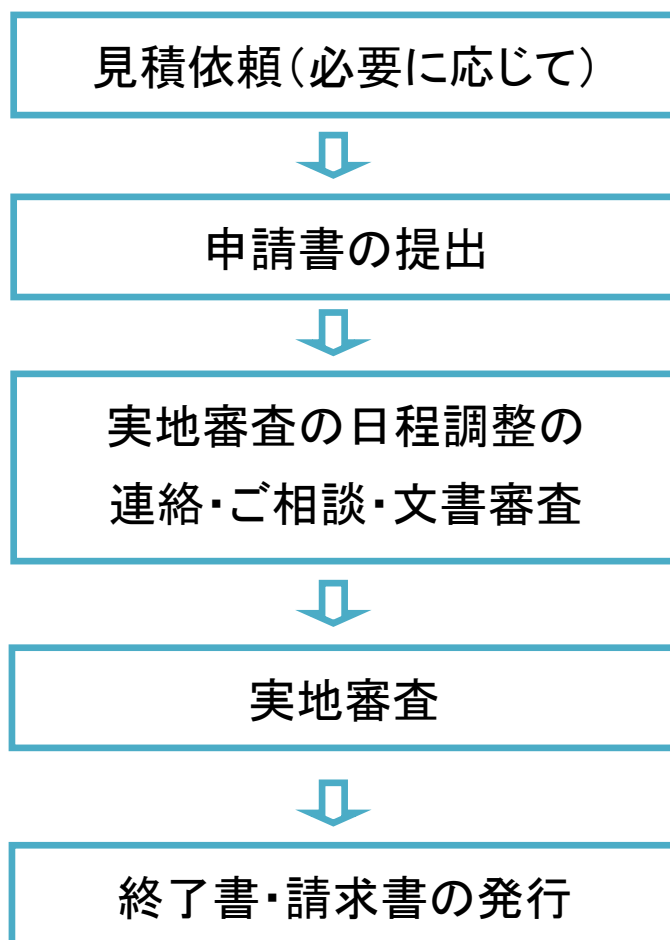 見積依頼（必要に応じて）
申請書の提出
実地審査の日程調整の
連絡・ご相談・文書審査
実地審査
終了書・請求書の発行